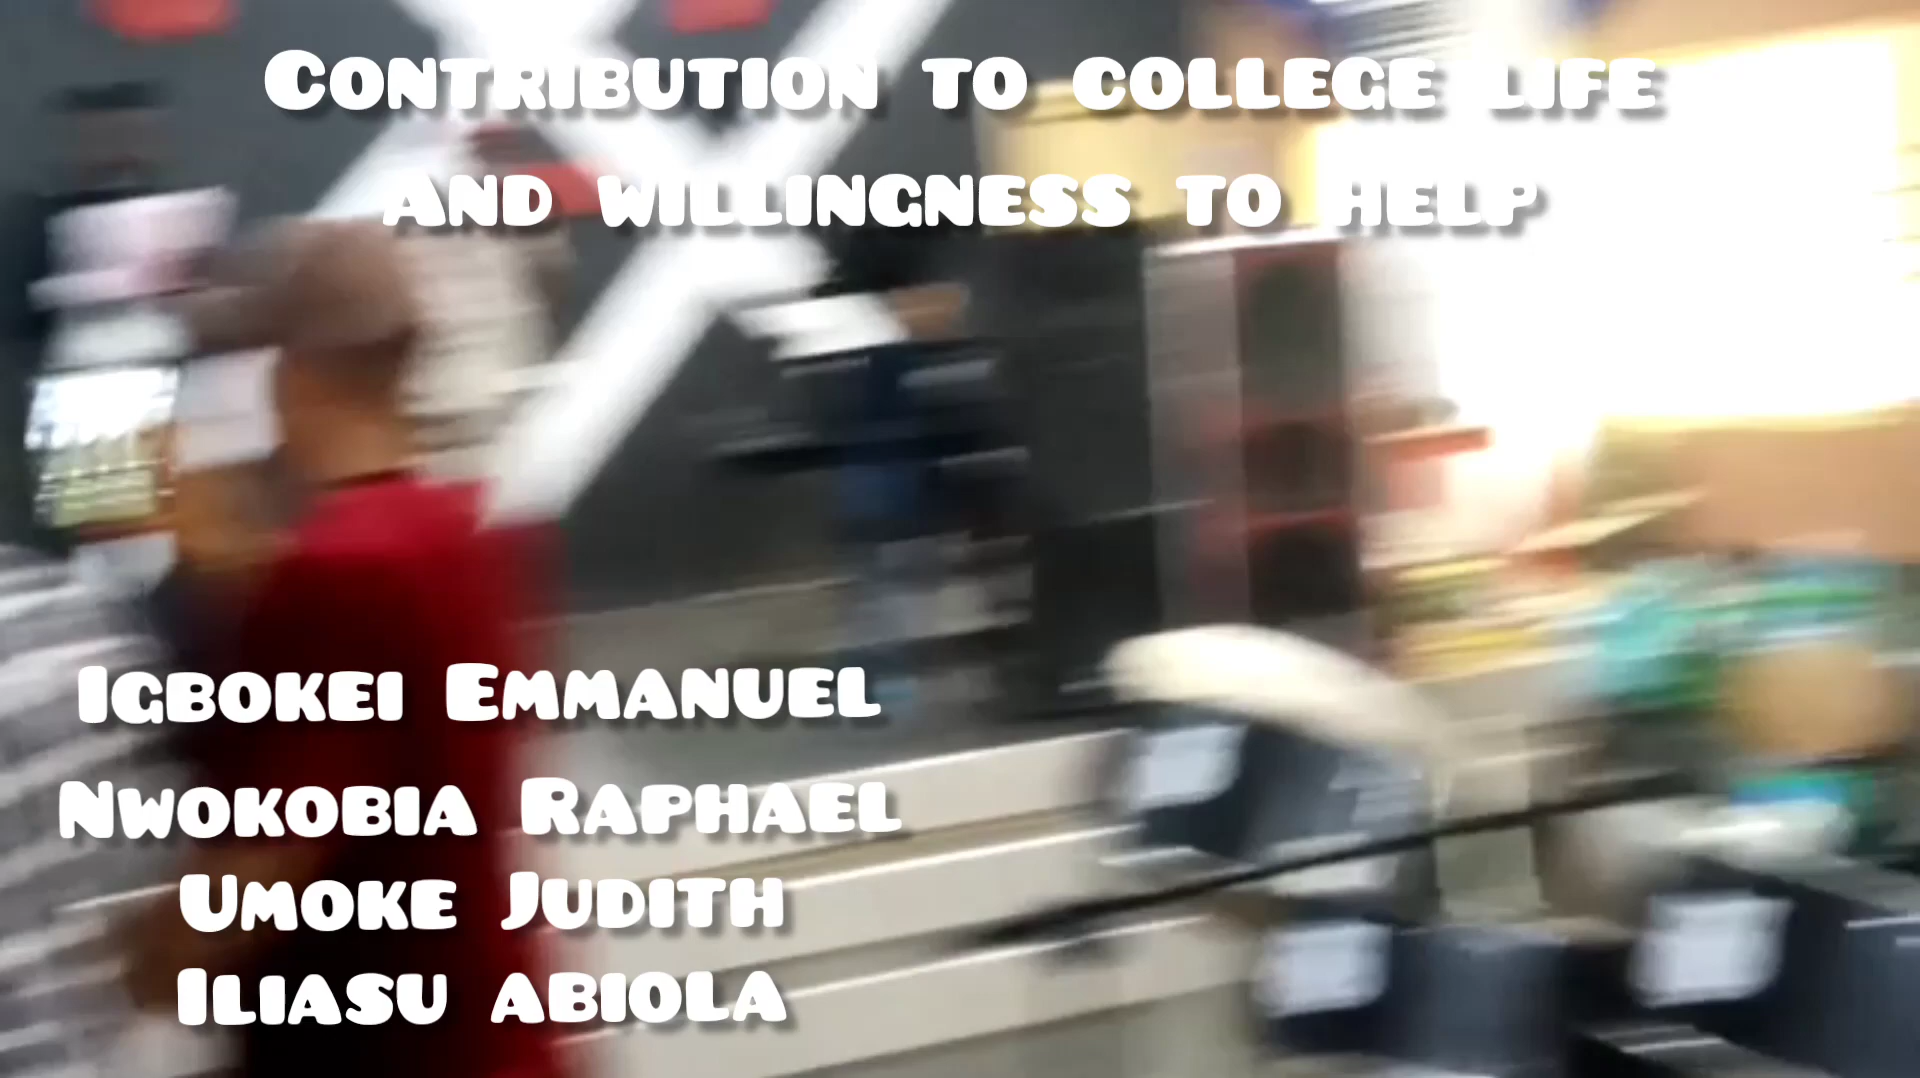 Contribution to college life
and willingness to help
Igbokei Emmanuel
Nwokobia Raphael
Umoke Judith
Iliasu abiola